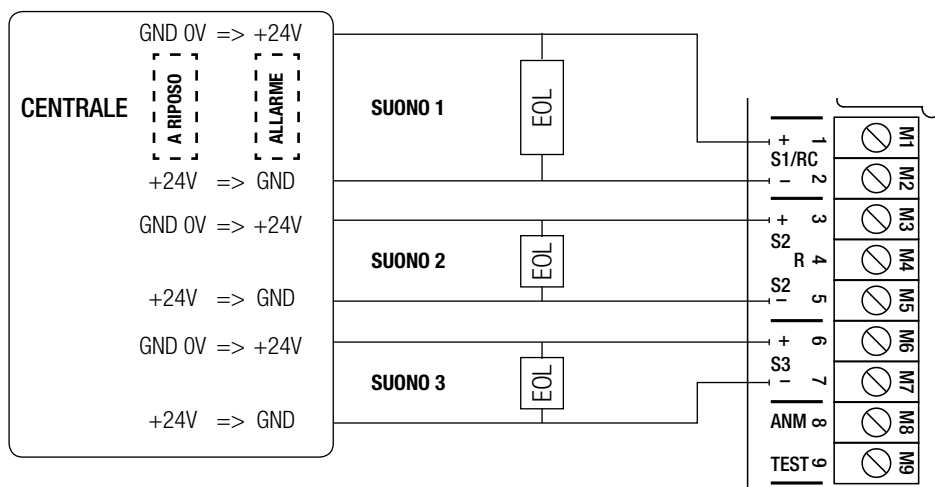 GND 0V => +24V
A RIPOSO
ALLARME
CENTRALE
+24V => GND
SUONO 1
EOL
GND 0V => +24V
SUONO 2
EOL
+24V => GND
GND 0V => +24V
SUONO 3
EOL
+24V => GND
+ 1 M1
S1/RC
- 2 M2
+ 3 M3
S2
R 4 M4
S2
- 5 M5
+ 6 M6
S3
- 7 M7
ANM 8 M8
TEST 9 M9